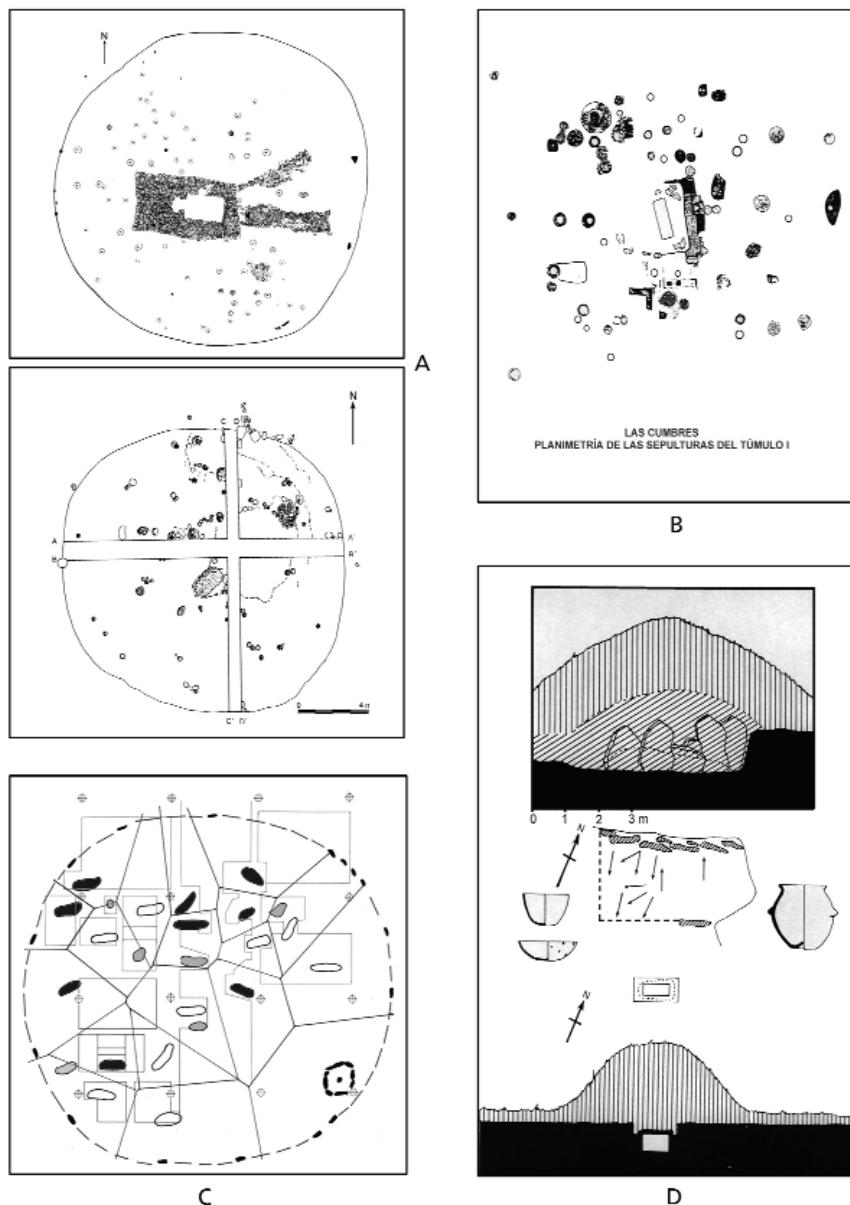 N
A
N
C D
A A'
B B'
C' D'
0 4 m
C
LAS CUMBRES
PLANIMETRÍA DE LAS SEPULTURAS DEL TÚMULO I
B
0 1 2 3 m
N
N
D